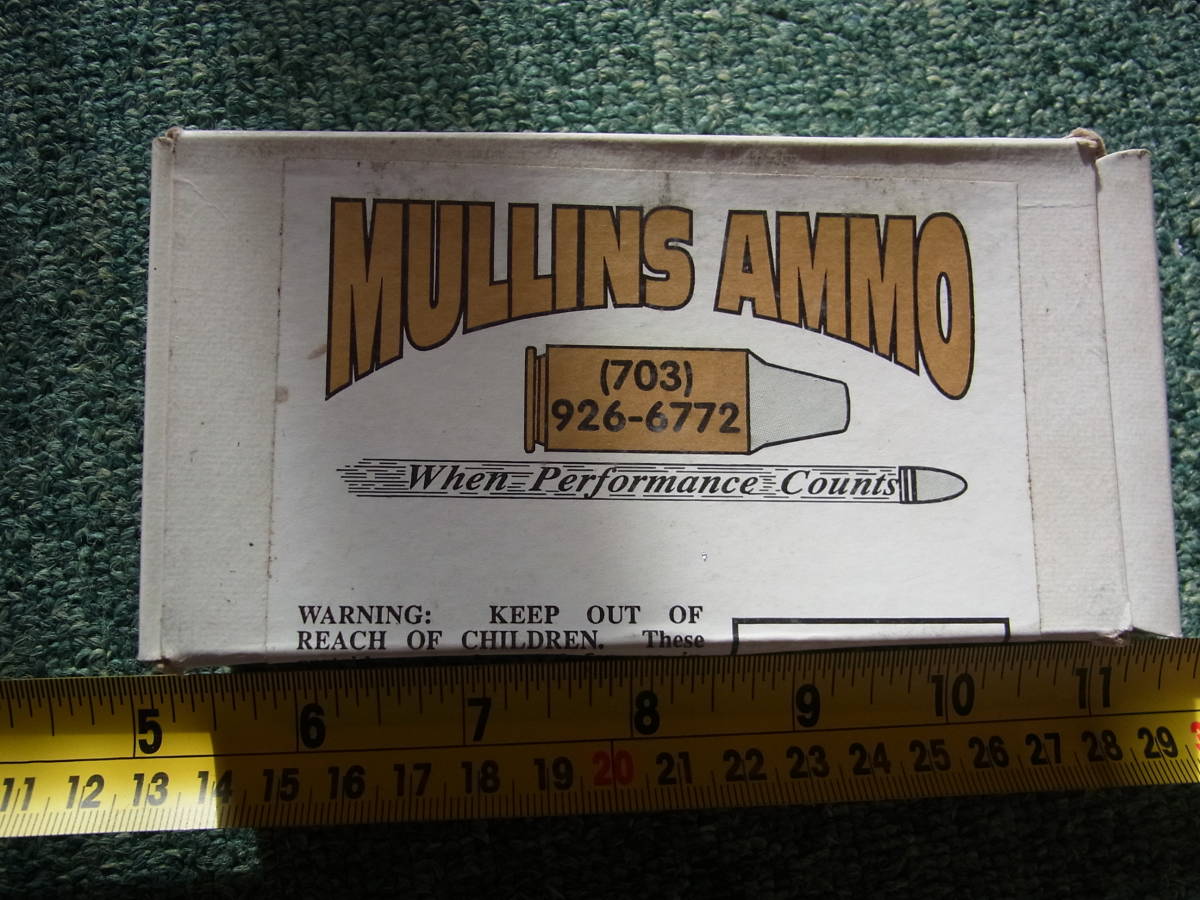 MULLINS AMMO
(703)
926-6772
When Performance Counts
WARNING: KEEP OUT OF
REACH OF CHILDREN. These
5 6 7 8 9 10 11
11 12 13 14 15 16 17 18 19 20 21 22 23 24 25 26 27 28 29